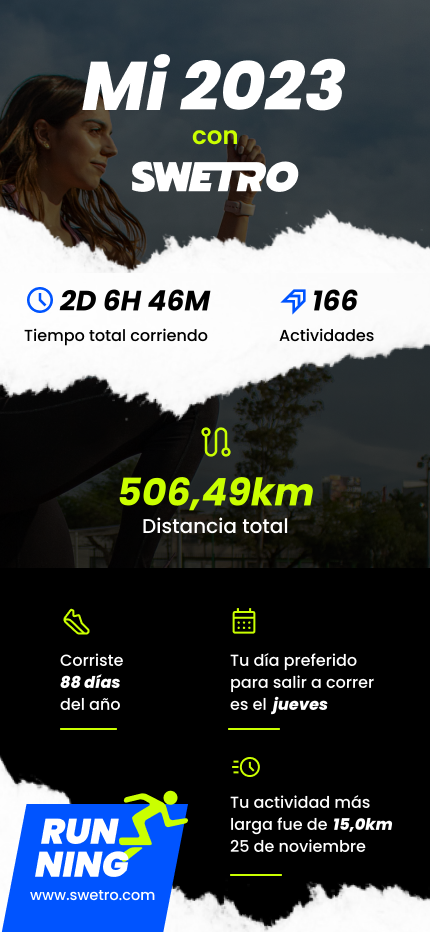 Mi 2023
con
SWETRO
2D 6H 46M
Tiempo total corriendo
166
Actividades
506,49km
Distancia total
Corriste
88 días
del año
Tu día preferido
para salir a correr
es el jueves
Tu actividad más
larga fue de 15,0km
25 de noviembre
RUN
NING
www.swetro.com